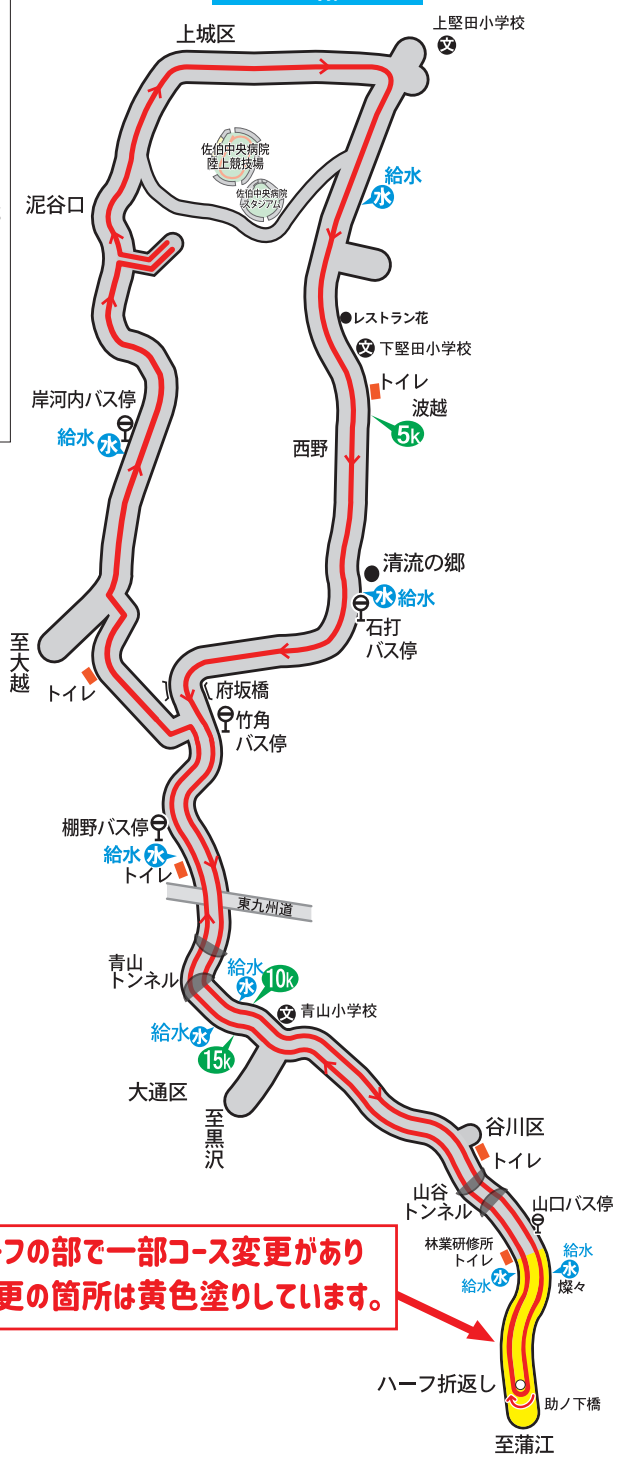 上城区
上堅田小学校
文
佐伯中央病院
陸上競技場
佐伯中央病院
スタジアム
給水
水
泥谷口
レストラン花
文
下堅田小学校
トイレ
波越
5k
岸河内バス停
給水
水
西野
清流の郷
水
給水
石打
バス停
至大越
トイレ
府坂橋
竹角
バス停
棚野バス停
給水
水
トイレ
東九州道
青山
トンネル
給水
水
10k
文
青山小学校
給水
水
15k
大通区
至黒沢
谷川区
トイレ
山谷
トンネル
山口バス停
林業研修所
トイレ
給水
水
給水
水
燦々
ーフの部で一部コース変更があり
更の箇所は黄色塗りしています。
ハーフ折返し
助ノ下橋
至蒲江